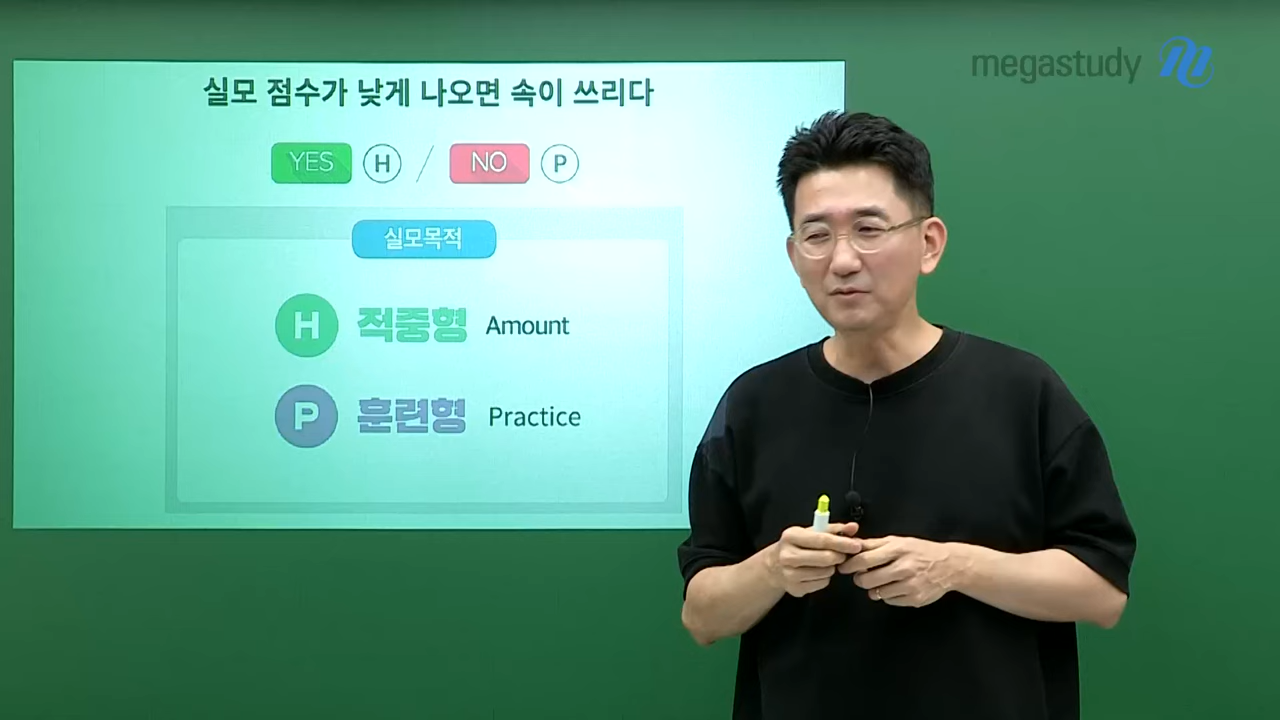 megastudy
실모 점수가 낮게 나오면 속이 쓰리다
YES H / NO P
실모목적
H 적중형 Amount
P 훈련형 Practice